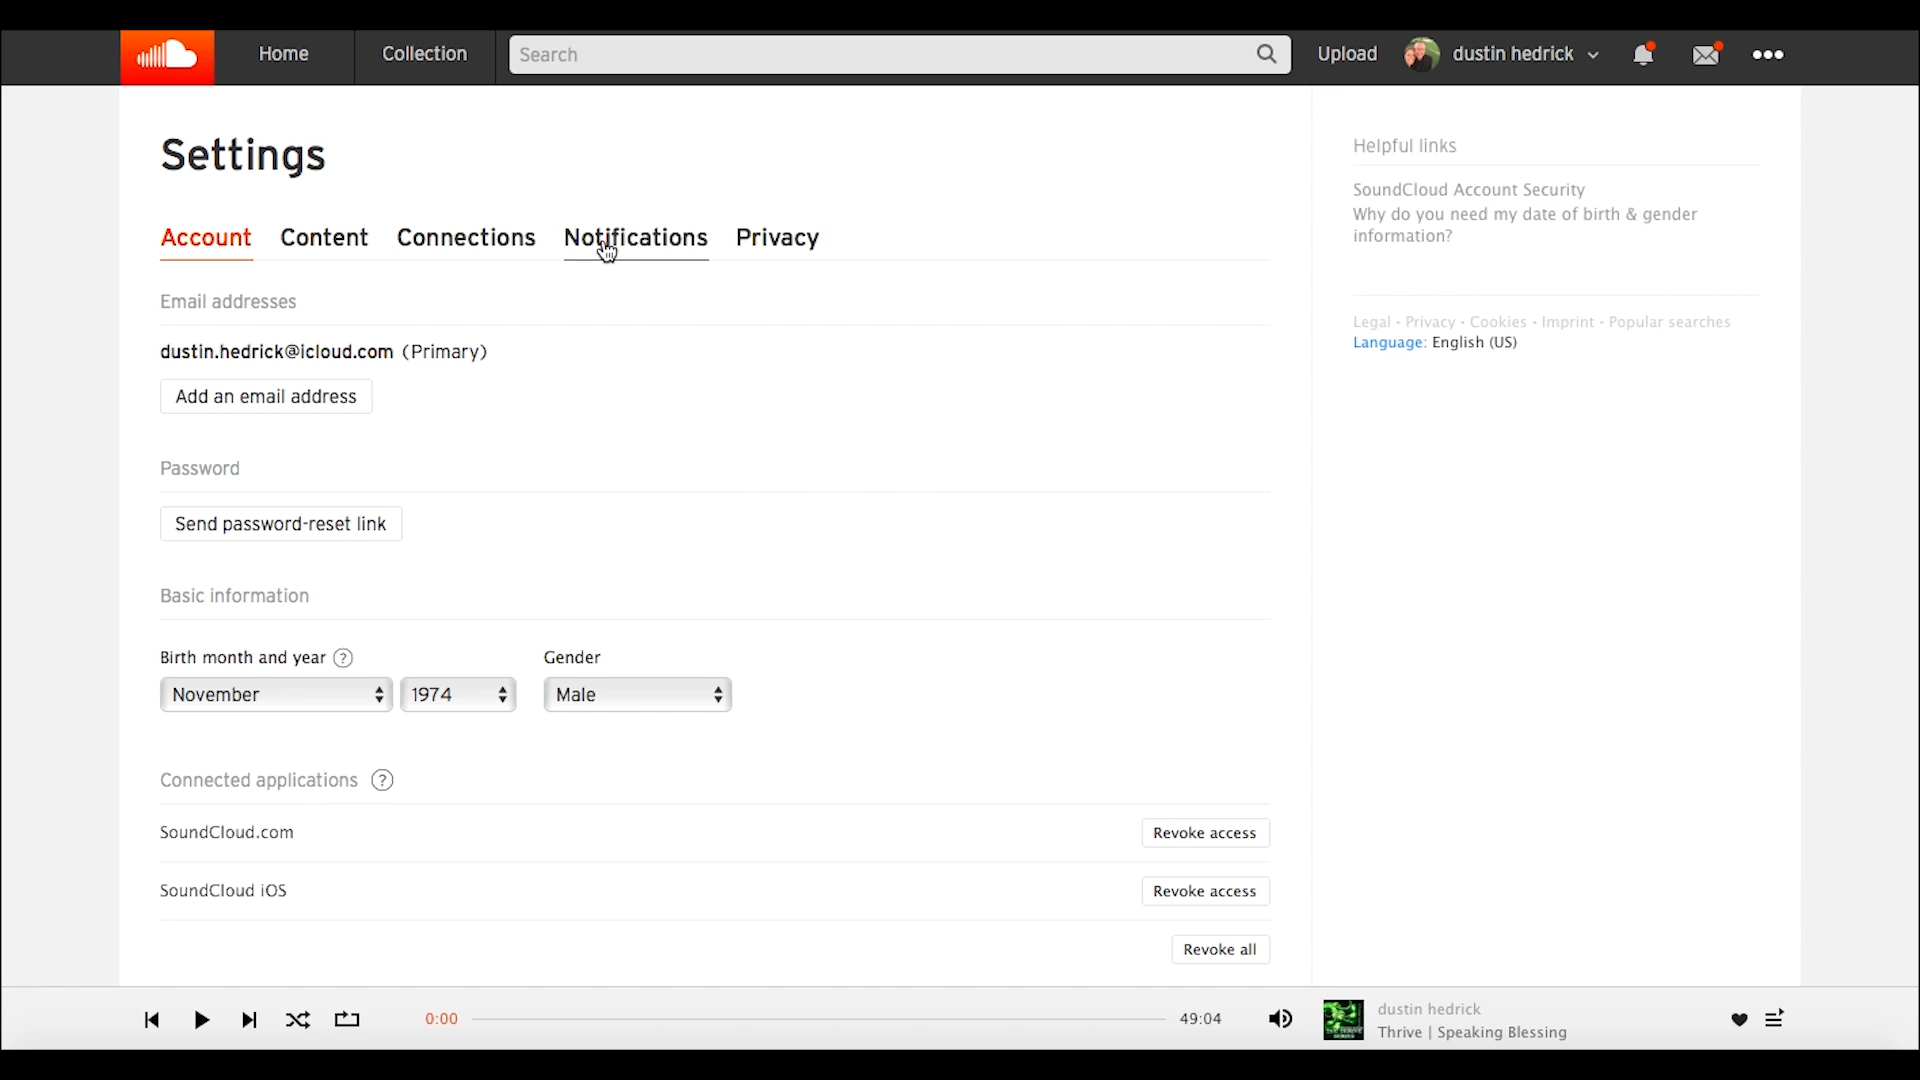 Home
Collection
Search
Upload
dustin hedrick
Settings
Account
Content
Connections
Notifications
Privacy
Email addresses
dustin.hedrick@icloud.com (Primary)
Add an email address
Password
Send password-reset link
Basic information
Birth month and year ?
Gender
November
1974
Male
Connected applications ?
SoundCloud.com
Revoke access
SoundCloud iOS
Revoke access
Revoke all
Helpful links
SoundCloud Account Security
Why do you need my date of birth & gender
information?
Legal - Privacy - Cookies - Imprint - Popular searches
Language: English (US)
0:00
49:04
dustin hedrick
Thrive | Speaking Blessing